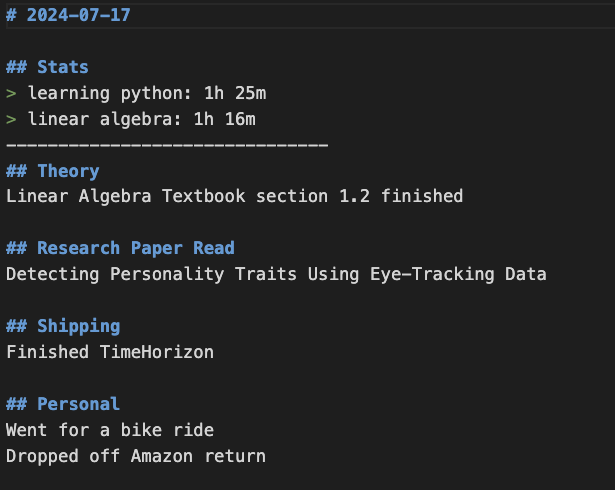 # 2024-07-17
## Stats
> learning python: 1h 25m
> linear algebra: 1h 16m
-------------------------------
## Theory
Linear Algebra Textbook section 1.2 finished
## Research Paper Read
Detecting Personality Traits Using Eye-Tracking Data
## Shipping
Finished TimeHorizon
## Personal
Went for a bike ride
Dropped off Amazon return